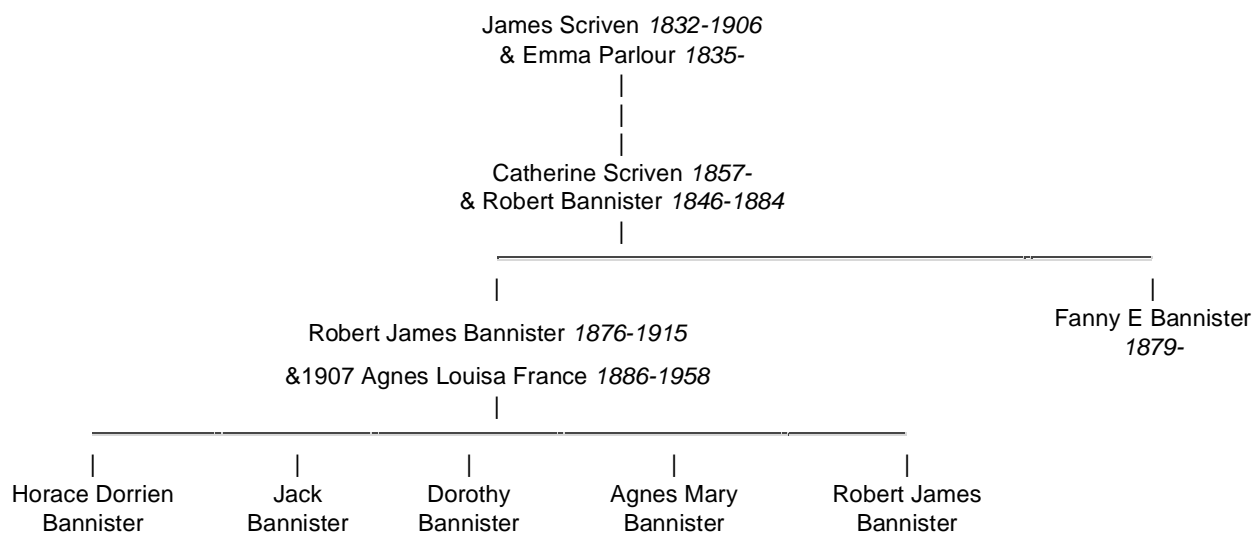 James Scriven 1832-1906
& Emma Parlour 1835-
Catherine Scriven 1857-
& Robert Bannister 1846-1884
Robert James Bannister 1876-1915
&1907 Agnes Louisa France 1886-1958
Fanny E Bannister
1879-
Horace Dorrien
Bannister
Jack
Bannister
Dorothy
Bannister
Agnes Mary
Bannister
Robert James
Bannister